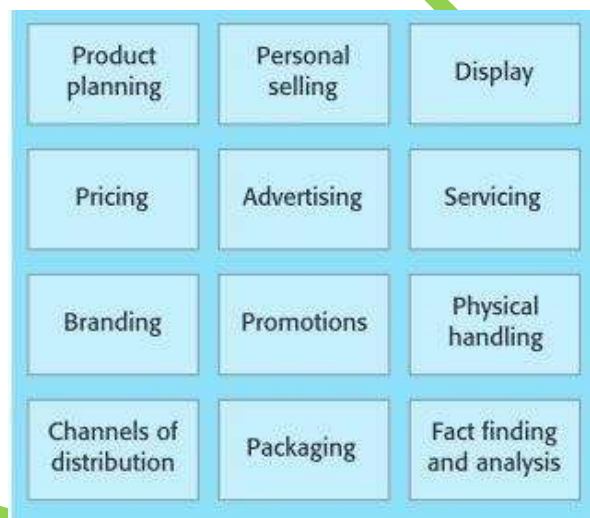 Product
planning
Personal
selling
Display
Pricing
Advertising
Servicing
Branding
Promotions
Physical
handling
Channels of
distribution
Packaging
Fact finding
and analysis